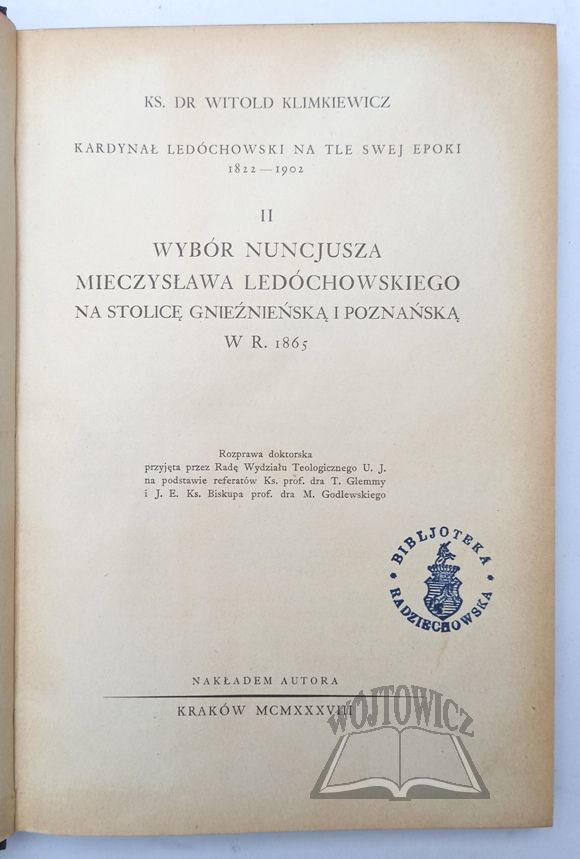 KS. DR WITOLD KLIMKIEWICZ
KARDYNAŁ LEDÓCHOWSKI NA TLE SWEJ EPOKI
1822—1902
II
WYBÓR NUNCJUSZA
MIECZYSŁAWA LEDÓCHOWSKIEGO
NA STOLICĘ GNIEŹNIEŃSKĄ I POZNAŃSKĄ
W R. 1865
Rozprawa doktorska
przyjęta przez Radę Wydziału Teologicznego U. J.
na podstawie referatów Ks. prof. dra T. Glemmy
i J. E. Ks. Biskupa prof. dra M. Godlewskiego
BIBLJOTEKA
RADZIECHOWSKA
NAKŁADEM AUTORA
KRAKÓW MCMXXXVIII
WÓJTOWICZ